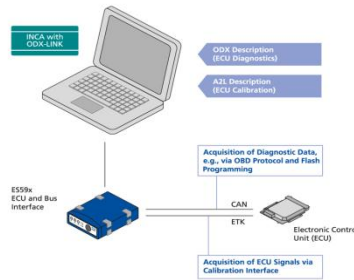 INCA with
ODX-LINK
ODX Description
(ECU Diagnostics)
A2L Description
(ECU Calibration)
Acquisition of Diagnostic Data,
e.g., via OBD Protocol and Flash
Programming
ES59x
ECU and Bus
Interface
CAN
ETK
Electronic Control
Unit (ECU)
Acquisition of ECU Signals via
Calibration Interface